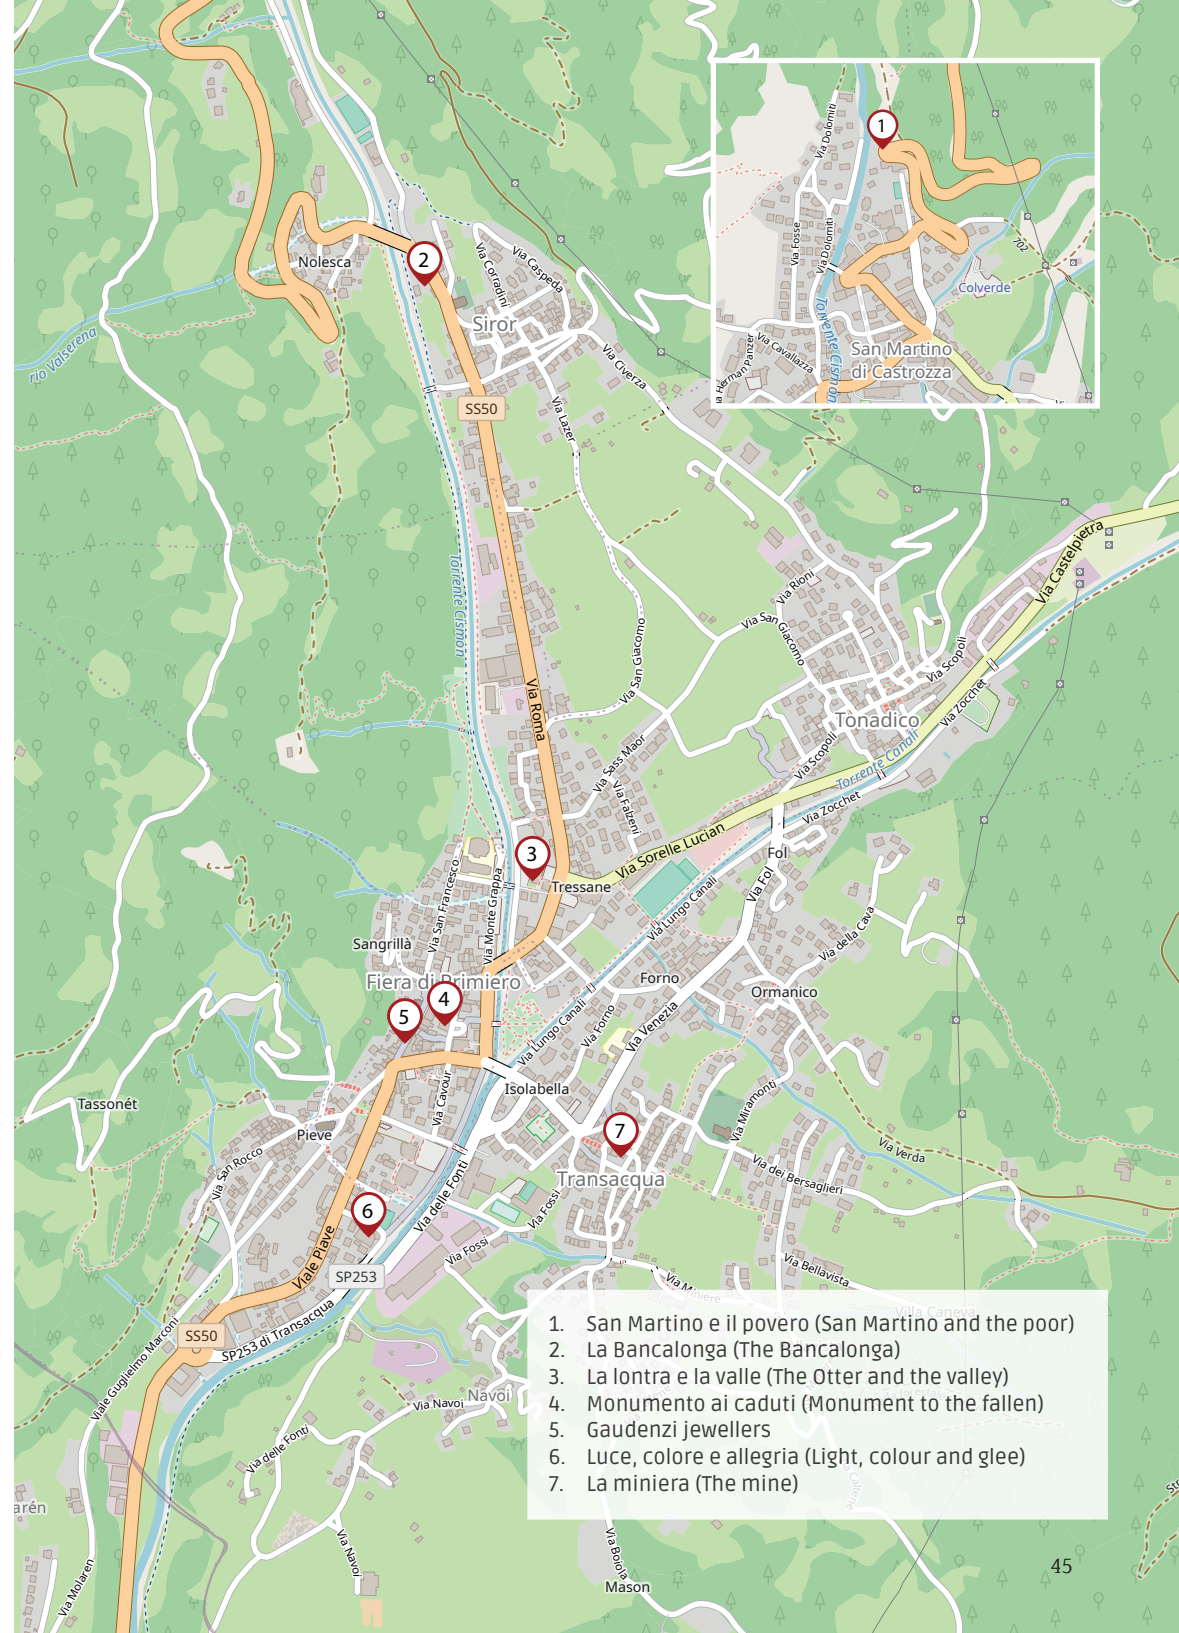 1
Via Dolomiti
Via Fosse
Via Dolomiti
702
Colverde
Torrente Cismon
San Martino
di Castrozza
Via Cavallazza
Herman Panzer
2
Nolesca
Via Corradini
Via Caspeda
Siror
rio Valserena
Via Civerza
SS50
Via Lazer
Torrente Cismon
Via Castelpietra
Via Rioni
Via San Giacomo
Via San Giacomo
Via Scopoli
Via Roma
Via Zocchet
Tonadico
Via Sass Maor
Via Scopoli
Torrente Canali
Via Falzeni
Via Zocchet
Via Sorelle Lucian
3
Fol
Tressane
Via San Francesco
Via Monte Grappa
Via Fol
Via Lungo Canali
Via della Cava
Sangrillà
Fiera di Primiero
Forno
Ormanico
4
5
Via Lungo Canali
Via Forno
Via Venezia
Isolabella
Via Cavour
Tassonét
Via Miramonti
Pieve
7
Via Verda
Via San Rocco
Via dei Bersaglieri
Transacqua
Via delle Fonti
Via Fossi
6
Viale Piave
Via Fossi
Via Bellavista
SP253
Via Miniere
Villa Caneva
SS50
SP253 di Transacqua
Viale Guglielmo Marconi
Navoi
Via Navoi
Via delle Fonti
1. San Martino e il povero (San Martino and the poor)
2. La Bancalonga (The Bancalonga)
3. La lontra e la valle (The Otter and the valley)
4. Monumento ai caduti (Monument to the fallen)
5. Gaudenzi jewellers
6. Luce, colore e allegria (Light, colour and glee)
7. La miniera (The mine)
arén
Via Navoi
Via Molaren
Via Boiola
Mason
45